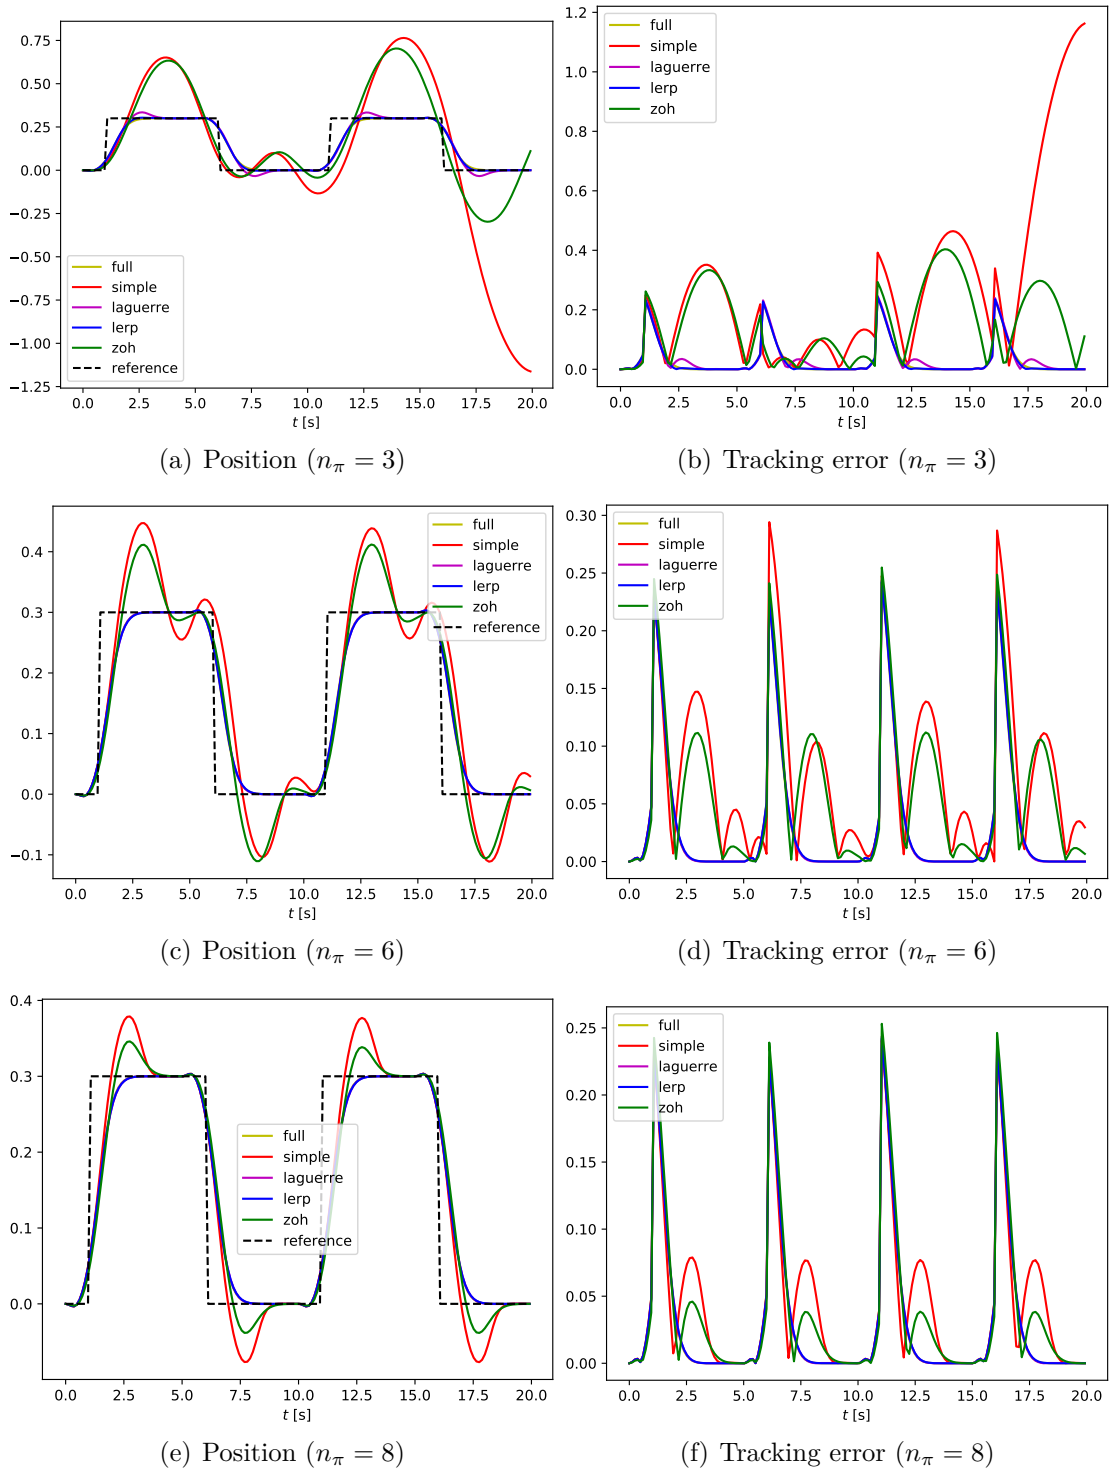 0.75
0.50
0.25
0.00
−0.25
−0.50
−0.75
−1.00
−1.25
full
simple
laguerre
lerp
zoh
reference
0.0 2.5 5.0 7.5 10.0 12.5 15.0 17.5 20.0
t [s]
(a) Position (nπ = 3)
1.2
1.0
0.8
0.6
0.4
0.2
0.0
full
simple
laguerre
lerp
zoh
0.0 2.5 5.0 7.5 10.0 12.5 15.0 17.5 20.0
t [s]
(b) Tracking error (nπ = 3)
0.4
0.3
0.2
0.1
0.0
−0.1
full
simple
laguerre
lerp
zoh
reference
0.0 2.5 5.0 7.5 10.0 12.5 15.0 17.5 20.0
t [s]
(c) Position (nπ = 6)
0.30
0.25
0.20
0.15
0.10
0.05
0.00
full
simple
laguerre
lerp
zoh
0.0 2.5 5.0 7.5 10.0 12.5 15.0 17.5 20.0
t [s]
(d) Tracking error (nπ = 6)
0.4
0.3
0.2
0.1
0.0
full
simple
laguerre
lerp
zoh
reference
0.0 2.5 5.0 7.5 10.0 12.5 15.0 17.5 20.0
t [s]
(e) Position (nπ = 8)
0.25
0.20
0.15
0.10
0.05
0.00
full
simple
laguerre
lerp
zoh
0.0 2.5 5.0 7.5 10.0 12.5 15.0 17.5 20.0
t [s]
(f) Tracking error (nπ = 8)